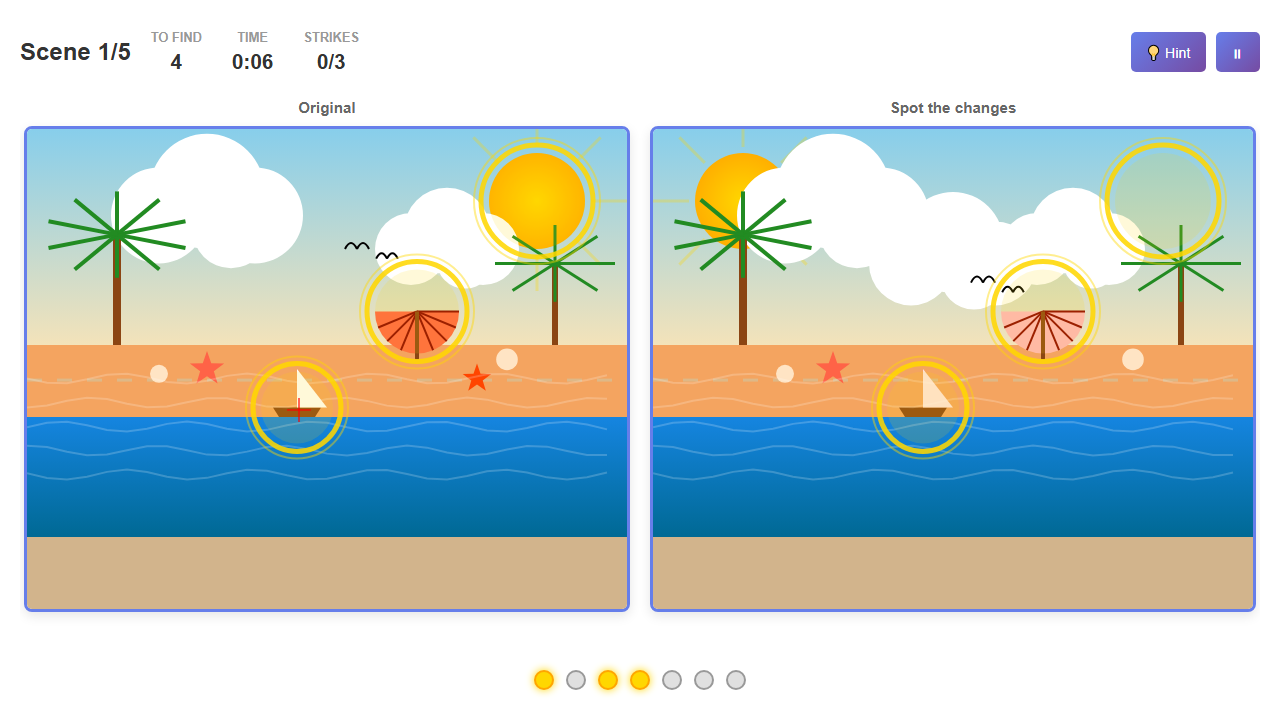 Scene 1/5
TO FIND
4
TIME
0:06
STRIKES
0/3
Hint
Original
Spot the changes